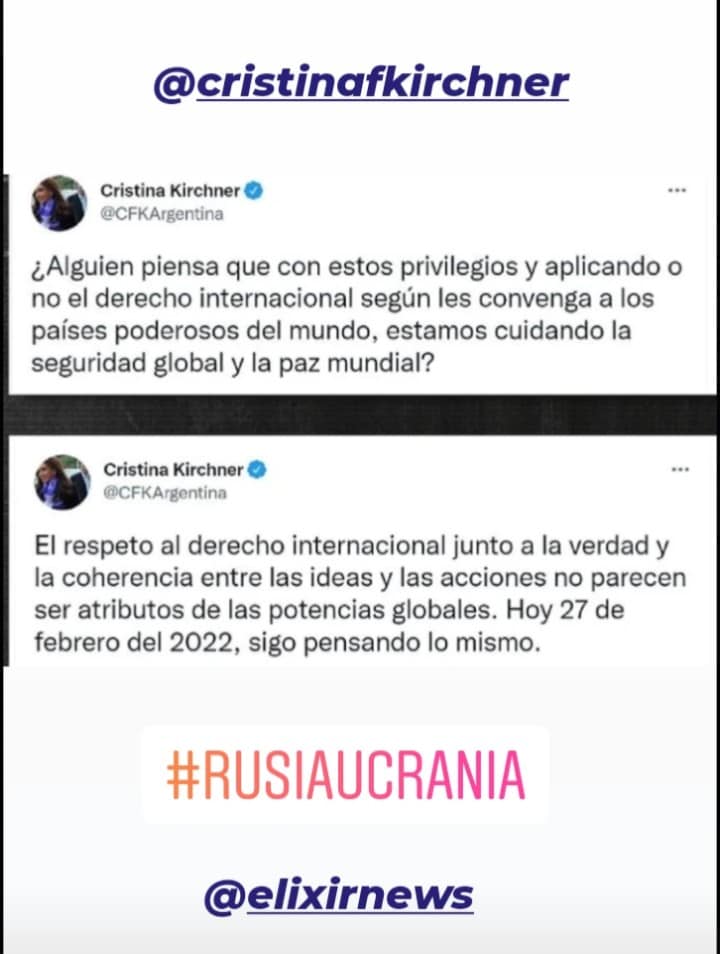 @cristinafkirchner
Cristina Kirchner
@CFKArgentina
¿Alguien piensa que con estos privilegios y aplicando o
no el derecho internacional según les convenga a los
países poderosos del mundo, estamos cuidando la
seguridad global y la paz mundial?
Cristina Kirchner
@CFKArgentina
El respeto al derecho internacional junto a la verdad y
la coherencia entre las ideas y las acciones no parecen
ser atributos de las potencias globales. Hoy 27 de
febrero del 2022, sigo pensando lo mismo.
#RUSIAUCRANIA
@elixirnews